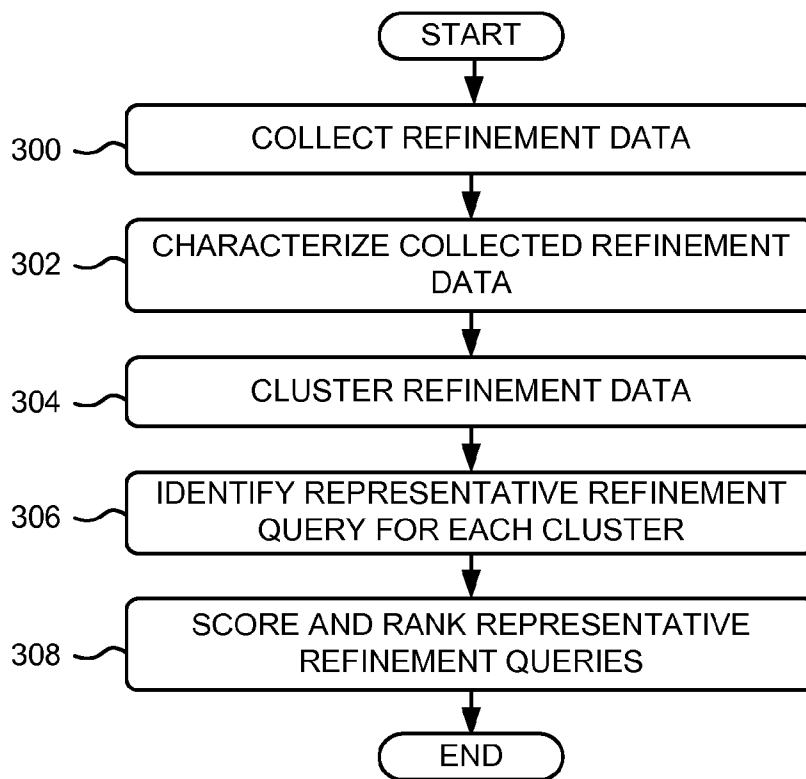 START
300
COLLECT REFINEMENT DATA
302
CHARACTERIZE COLLECTED REFINEMENT
DATA
304
CLUSTER REFINEMENT DATA
306
IDENTIFY REPRESENTATIVE REFINEMENT
QUERY FOR EACH CLUSTER
308
SCORE AND RANK REPRESENTATIVE
REFINEMENT QUERIES
END